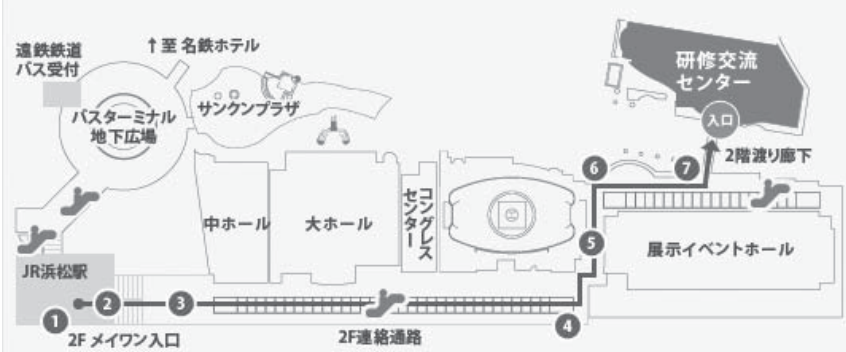 遠鉄鉄道
バス受付
↑至 名鉄ホテル
バスターミナル
地下広場
サンクンプラザ
研修交流
センター
入口
2階渡り廊下
中ホール
大ホール
コングレス
センター
展示イベントホール
JR浜松駅
1
2
3
4
5
6
7
2F メイワン入口
2F連絡通路